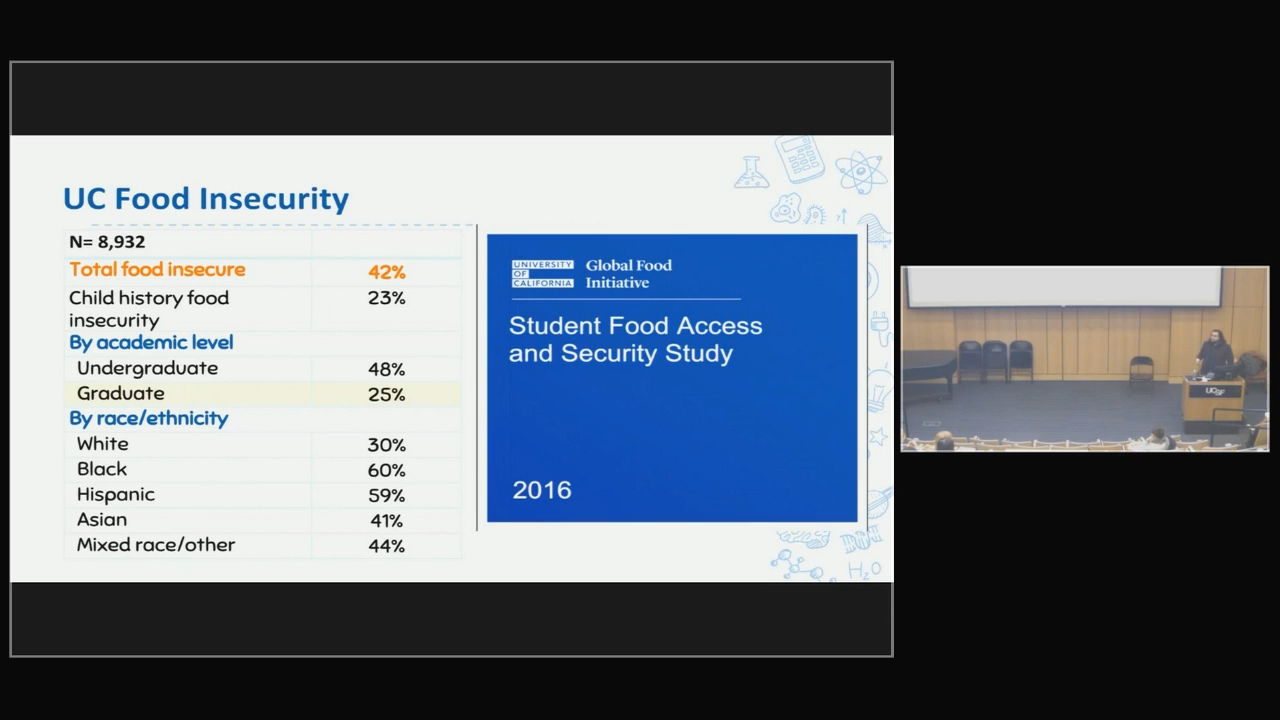 UC Food Insecurity
N= 8,932
Total food insecure 42%
Child history food 23%
insecurity
By academic level
Undergraduate 48%
Graduate 25%
By race/ethnicity
White 30%
Black 60%
Hispanic 59%
Asian 41%
Mixed race/other 44%
UNIVERSITY
OF
CALIFORNIA
Global Food
Initiative
Student Food Access
and Security Study
2016
H₂O
UCSF